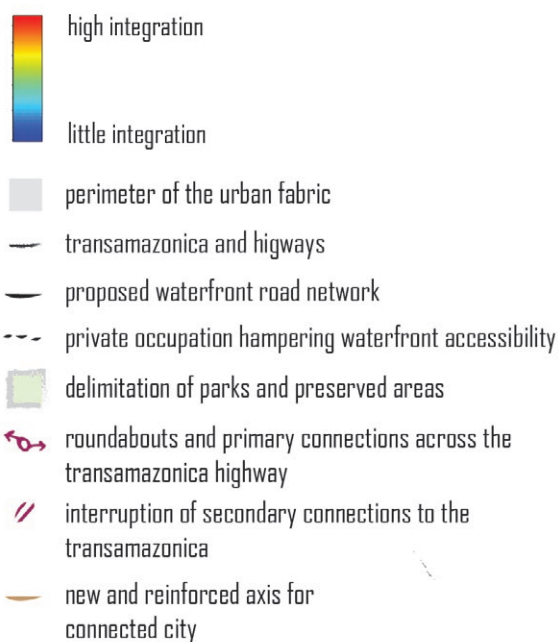 high integration
little integration
perimeter of the urban fabric
transamazonica and higways
proposed waterfront road network
private occupation hampering waterfront accessibility
delimitation of parks and preserved areas
roundabouts and primary connections across the
transamazonica highway
interruption of secondary connections to the
transamazonica
new and reinforced axis for
connected city